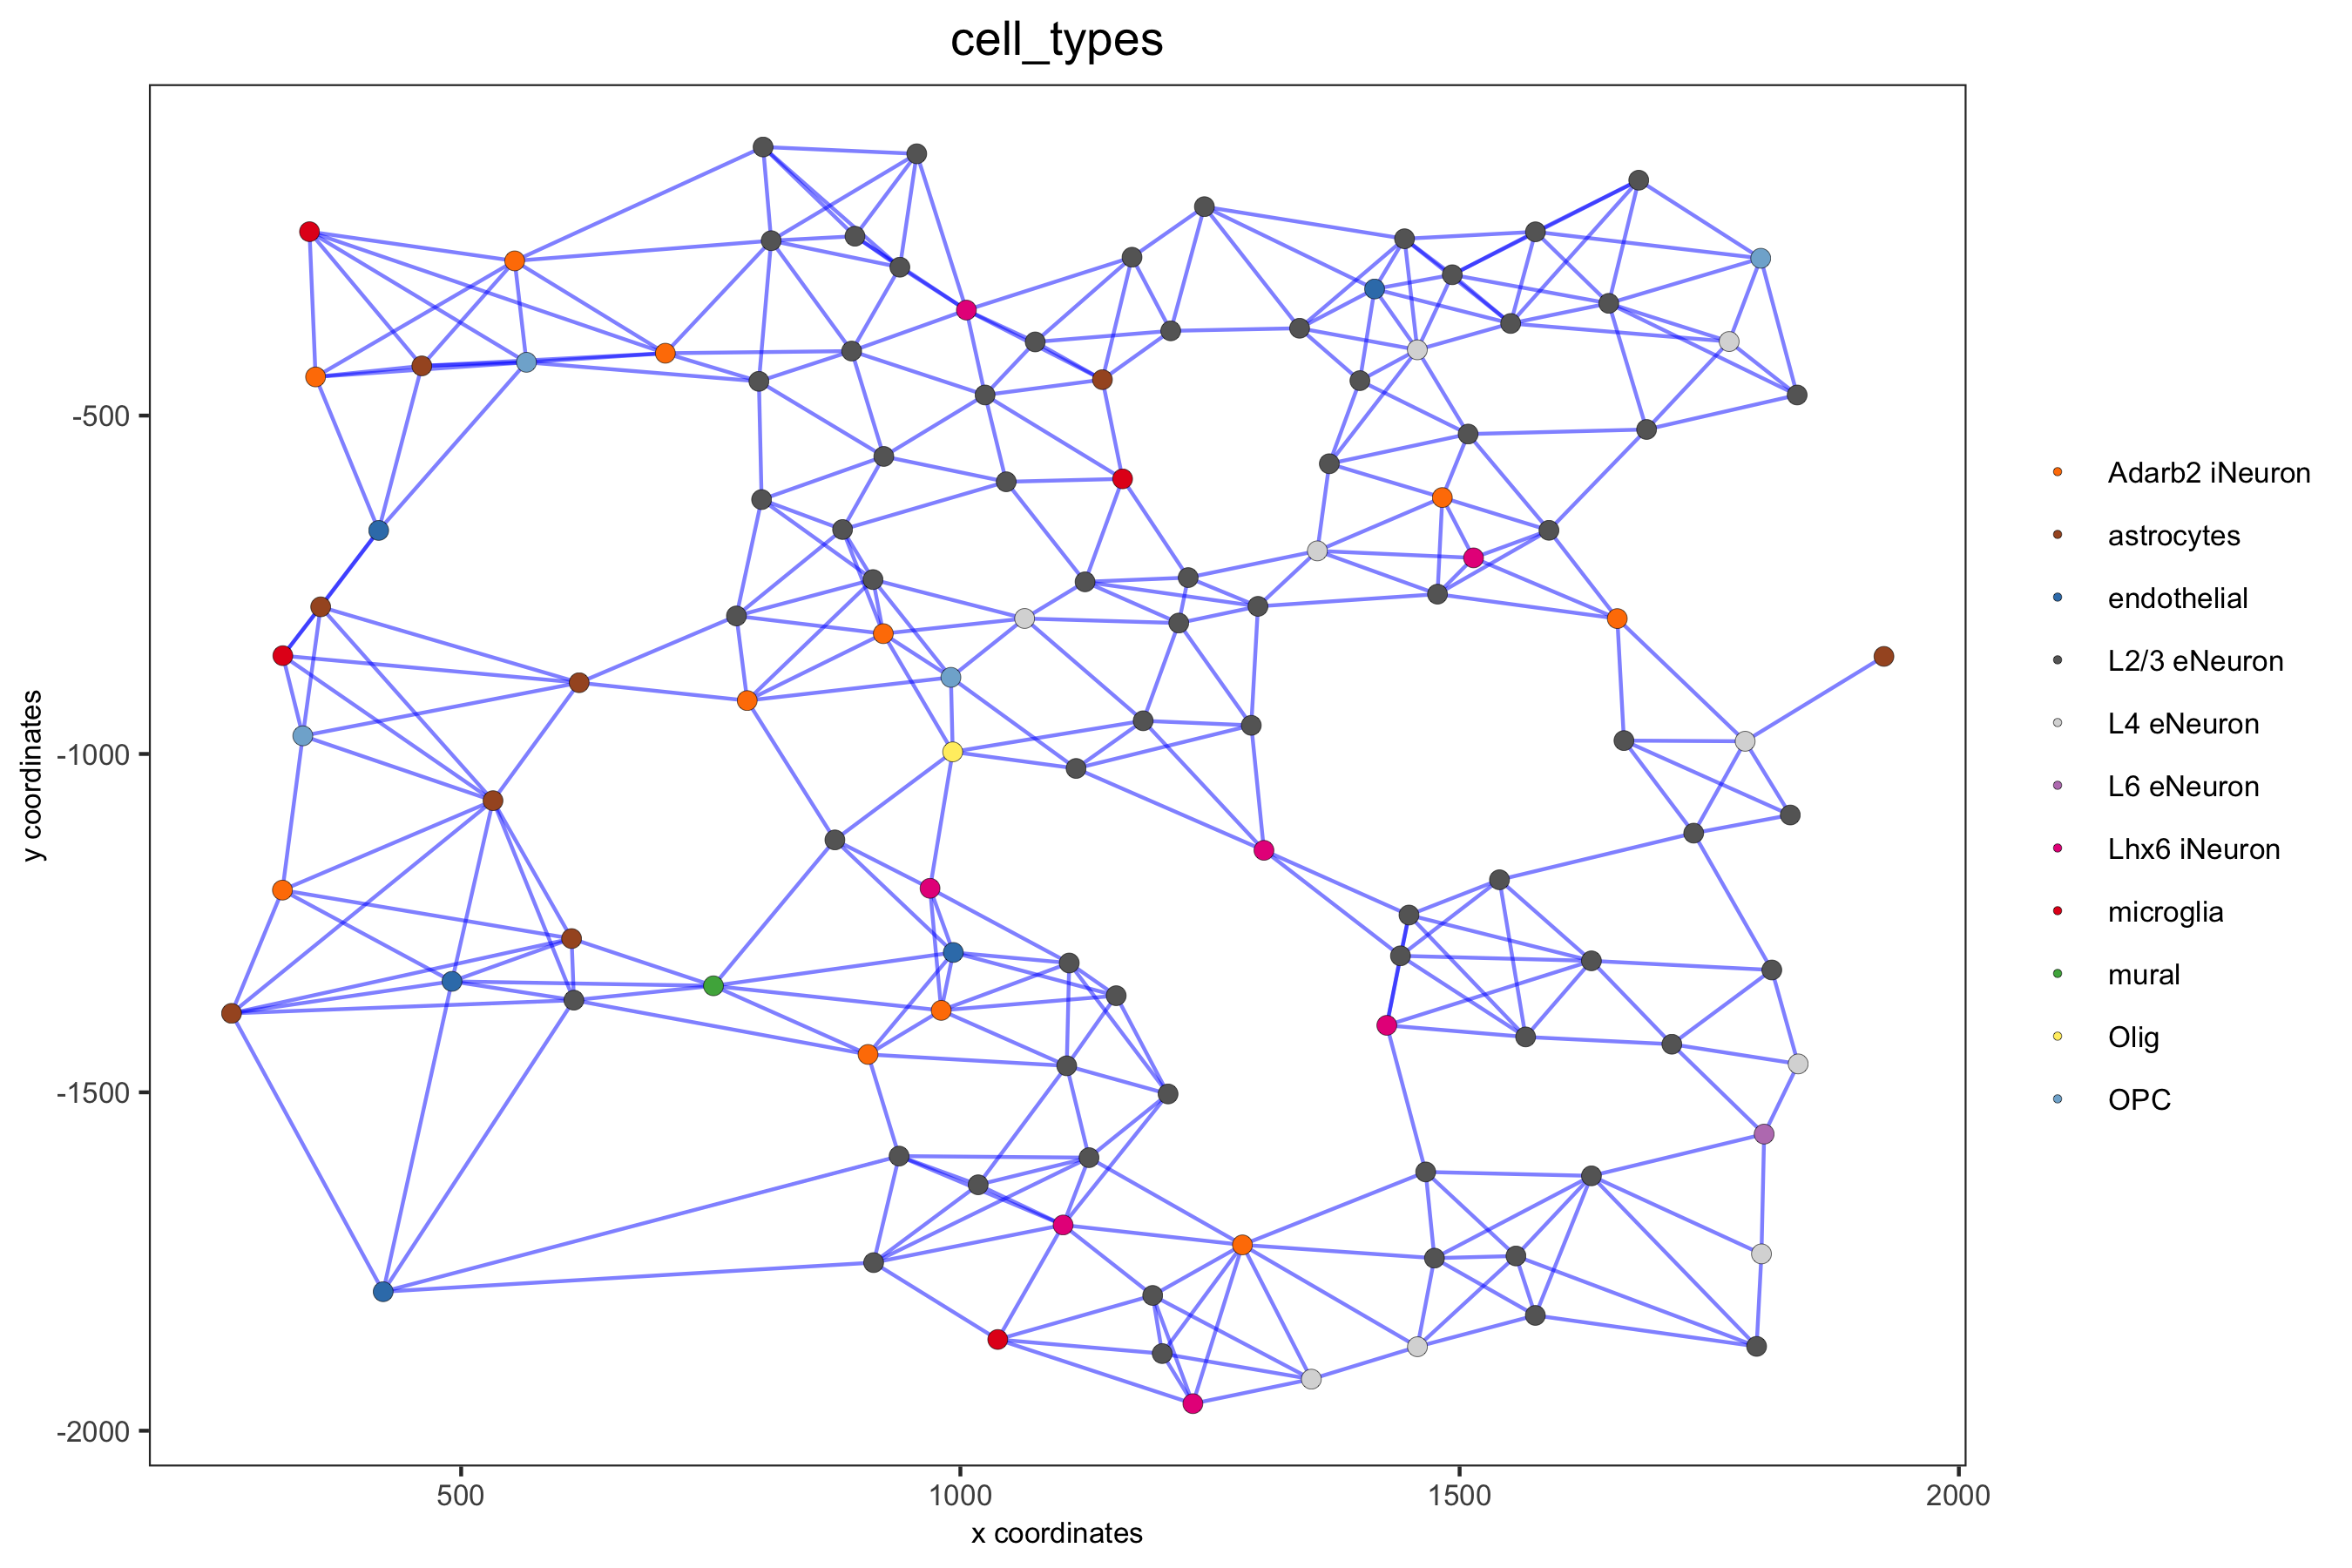 cell_types
y coordinates
-500
-1000
-1500
-2000
500
1000
1500
2000
x coordinates
Adarb2 iNeuron
astrocytes
endothelial
L2/3 eNeuron
L4 eNeuron
L6 eNeuron
Lhx6 iNeuron
microglia
mural
Olig
OPC